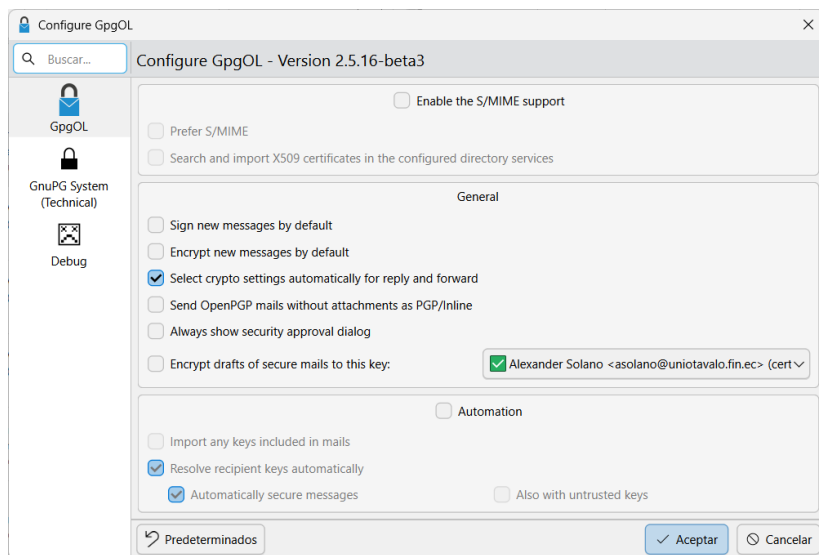 Configure GpgOL
Buscar...
Configure GpgOL - Version 2.5.16-beta3
GpgOL
GnuPG System
(Technical)
Debug
Enable the S/MIME support
Prefer S/MIME
Search and import X509 certificates in the configured directory services
General
Sign new messages by default
Encrypt new messages by default
Select crypto settings automatically for reply and forward
Send OpenPGP mails without attachments as PGP/Inline
Always show security approval dialog
Encrypt drafts of secure mails to this key:
Alexander Solano <asolano@uniotavalo.fin.ec> (cert
Automation
Import any keys included in mails
Resolve recipient keys automatically
Automatically secure messages
Also with untrusted keys
Predeterminados
Aceptar
Cancelar